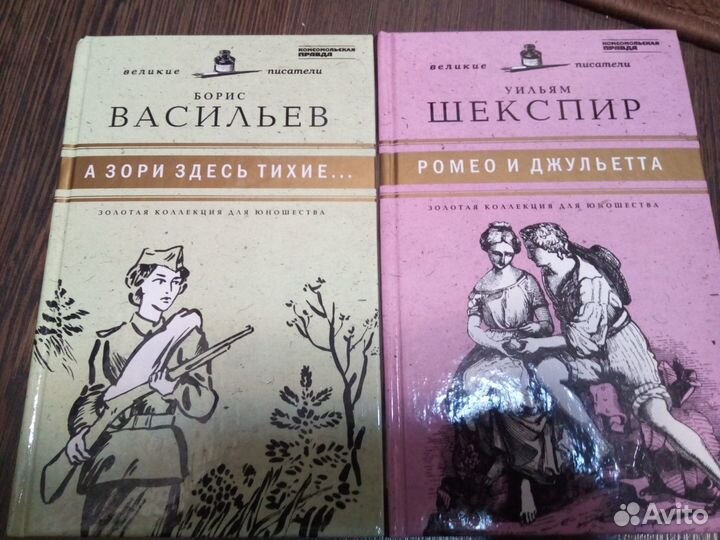 КОМСОМОЛЬСКАЯ
ПРАВДА
великие писатели
БОРИС
ВАСИЛЬЕВ
А ЗОРИ ЗДЕСЬ ТИХИЕ...
ЗОЛОТАЯ КОЛЛЕКЦИЯ ДЛЯ ЮНОШЕСТВА
КОМСОМОЛЬСКАЯ
ПРАВДА
великие писатели
УИЛЬЯМ
ШЕКСПИР
РОМЕО И ДЖУЛЬЕТТА
ЗОЛОТАЯ КОЛЛЕКЦИЯ ДЛЯ ЮНОШЕСТВА
Avito